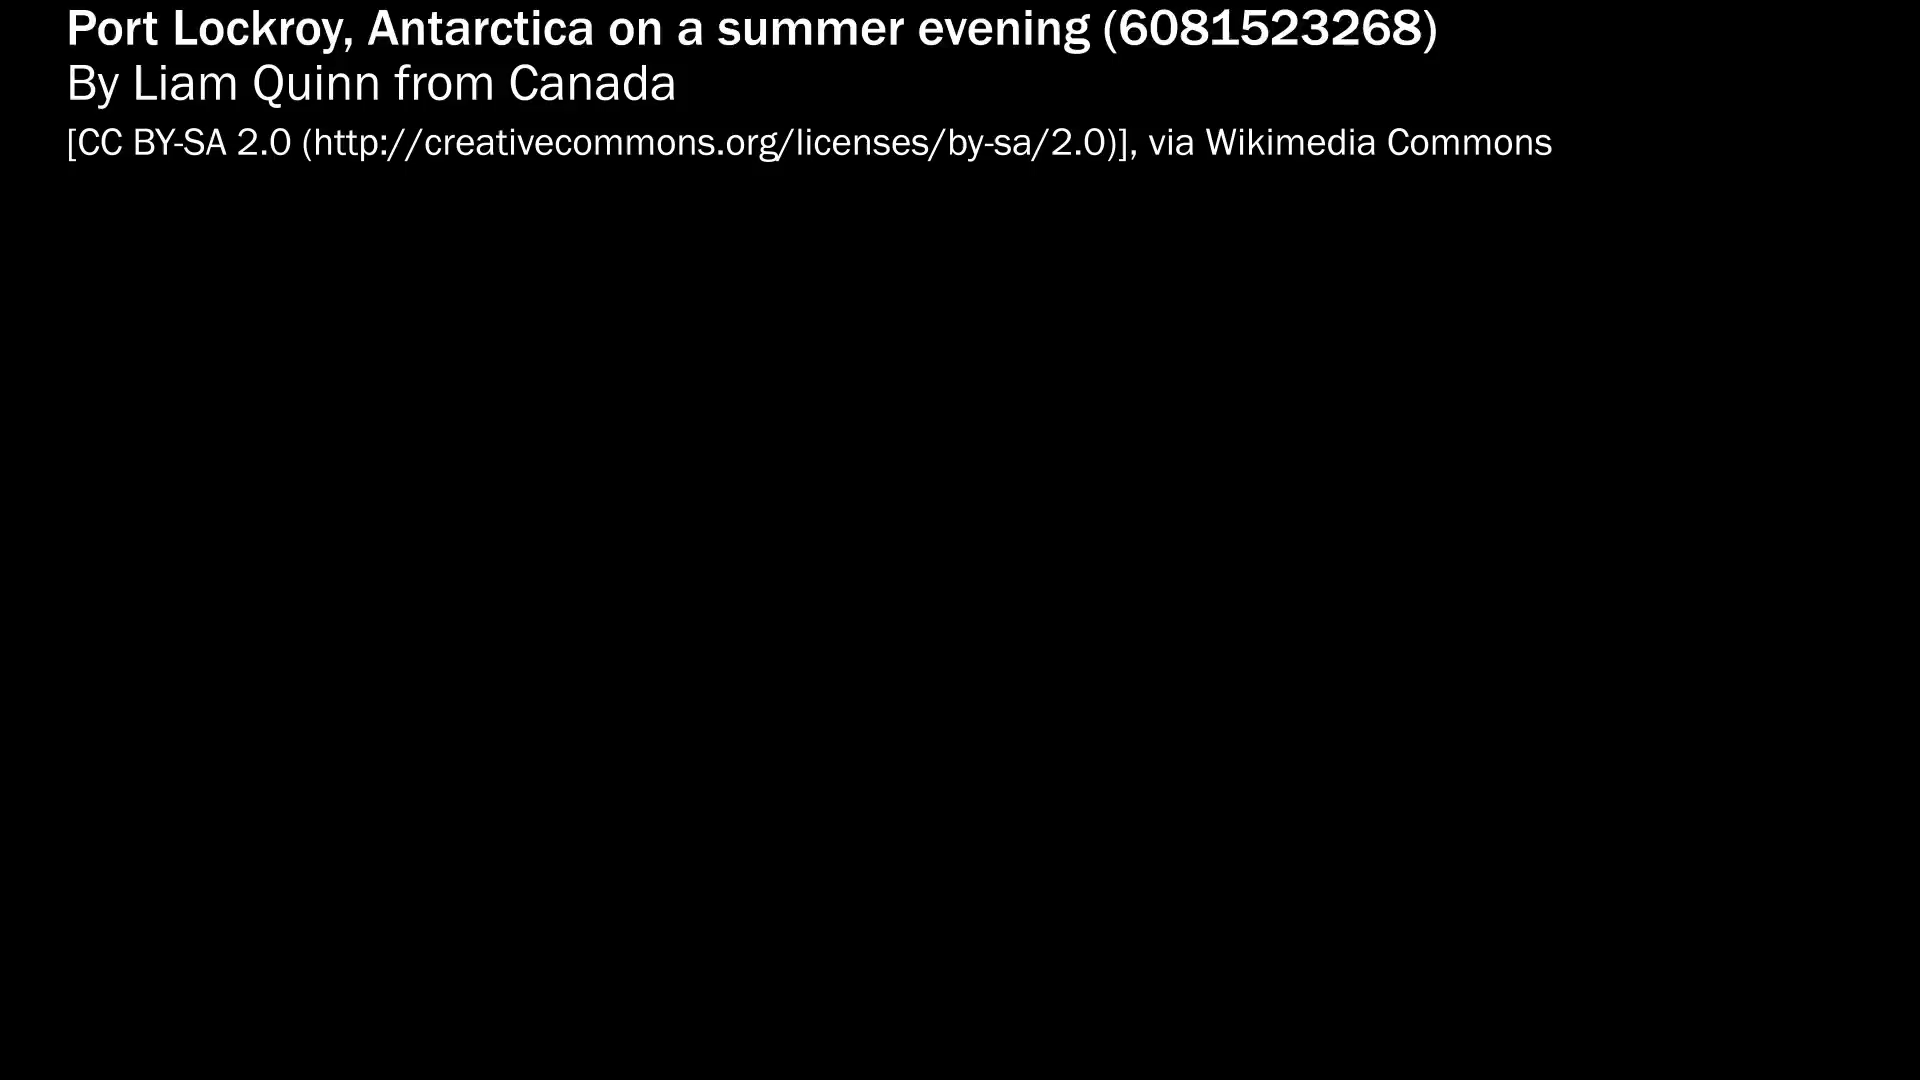 Port Lockroy, Antarctica on a summer evening (6081523268)
By Liam Quinn from Canada
[CC BY-SA 2.0 (http://creativecommons.org/licenses/by-sa/2.0)], via Wikimedia Commons